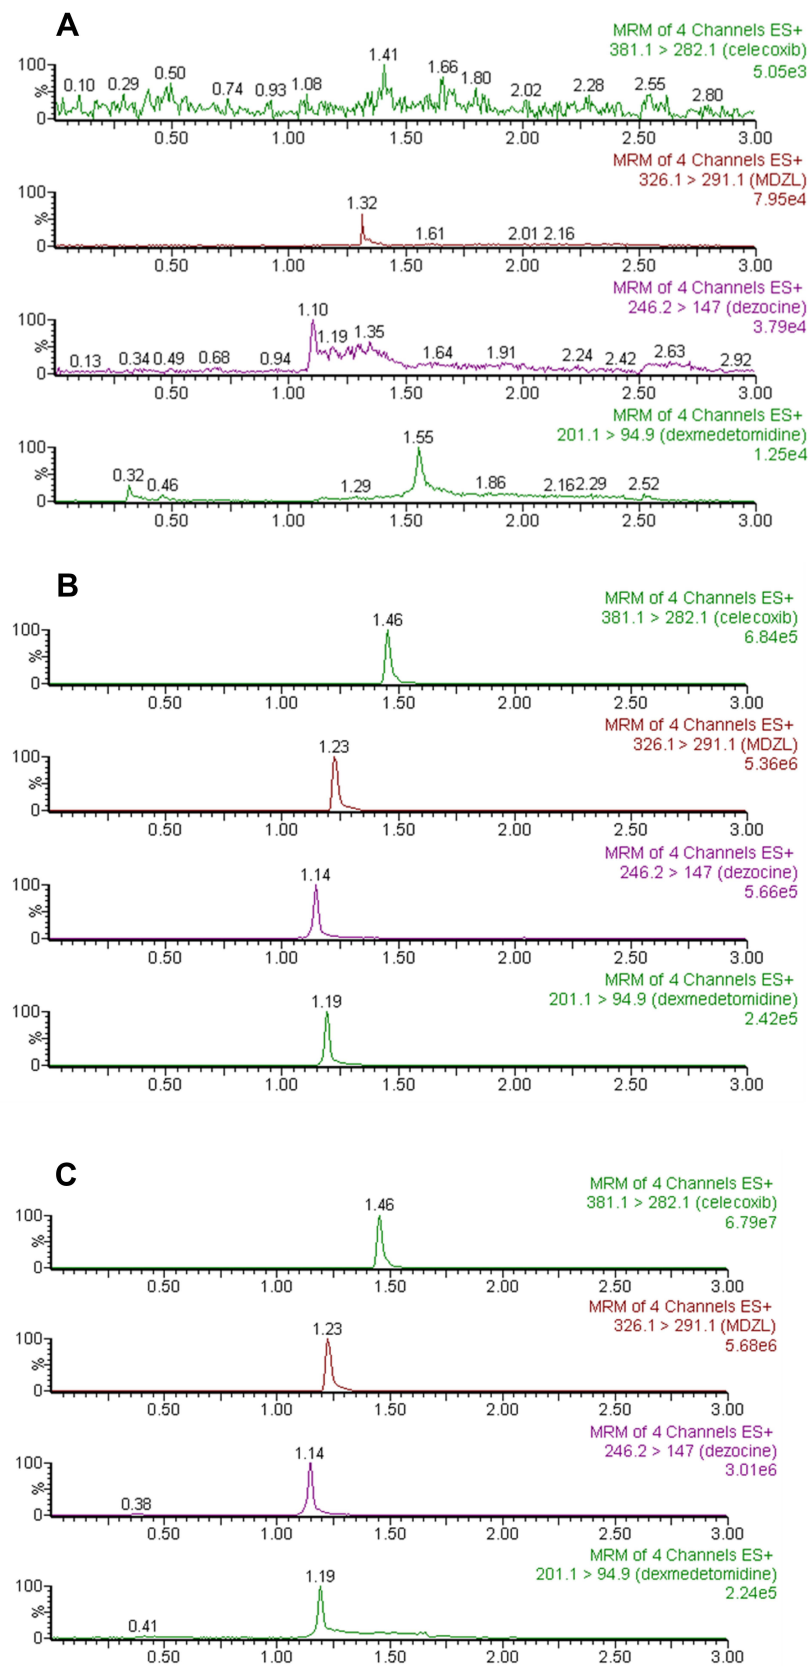 A
MRM of 4 Channels ES+
381.1 > 282.1 (celecoxib)
5.05e3
100
%
0
0.10 0.29 0.50 0.74 0.93 1.08 1.41 1.66 1.80 2.02 2.28 2.55 2.80
0.50 1.00 1.50 2.00 2.50 3.00
MRM of 4 Channels ES+
326.1 > 291.1 (MDZL)
7.95e4
100
%
0
1.32 1.61 2.01 2.16
0.50 1.00 1.50 2.00 2.50 3.00
MRM of 4 Channels ES+
246.2 > 147 (dezocine)
3.79e4
100
%
0
0.13 0.34 0.49 0.68 0.94 1.10 1.19 1.35 1.64 1.91 2.24 2.42 2.63 2.92
0.50 1.00 1.50 2.00 2.50 3.00
MRM of 4 Channels ES+
201.1 > 94.9 (dexmedetomidine)
1.25e4
100
%
0
0.32 0.46 1.29 1.55 1.86 2.16 2.29 2.52
0.50 1.00 1.50 2.00 2.50 3.00
B
MRM of 4 Channels ES+
381.1 > 282.1 (celecoxib)
6.84e5
100
%
0
1.46
0.50 1.00 1.50 2.00 2.50 3.00
MRM of 4 Channels ES+
326.1 > 291.1 (MDZL)
5.36e6
100
%
0
1.23
0.50 1.00 1.50 2.00 2.50 3.00
MRM of 4 Channels ES+
246.2 > 147 (dezocine)
5.66e5
100
%
0
1.14
0.50 1.00 1.50 2.00 2.50 3.00
MRM of 4 Channels ES+
201.1 > 94.9 (dexmedetomidine)
2.42e5
100
%
0
1.19
0.50 1.00 1.50 2.00 2.50 3.00
C
MRM of 4 Channels ES+
381.1 > 282.1 (celecoxib)
6.79e7
100
%
0
1.46
0.50 1.00 1.50 2.00 2.50 3.00
MRM of 4 Channels ES+
326.1 > 291.1 (MDZL)
5.68e6
100
%
0
1.23
0.50 1.00 1.50 2.00 2.50 3.00
MRM of 4 Channels ES+
246.2 > 147 (dezocine)
3.01e6
100
%
0
0.38 1.14
0.50 1.00 1.50 2.00 2.50 3.00
MRM of 4 Channels ES+
201.1 > 94.9 (dexmedetomidine)
2.24e5
100
%
0
0.41 1.19
0.50 1.00 1.50 2.00 2.50 3.00